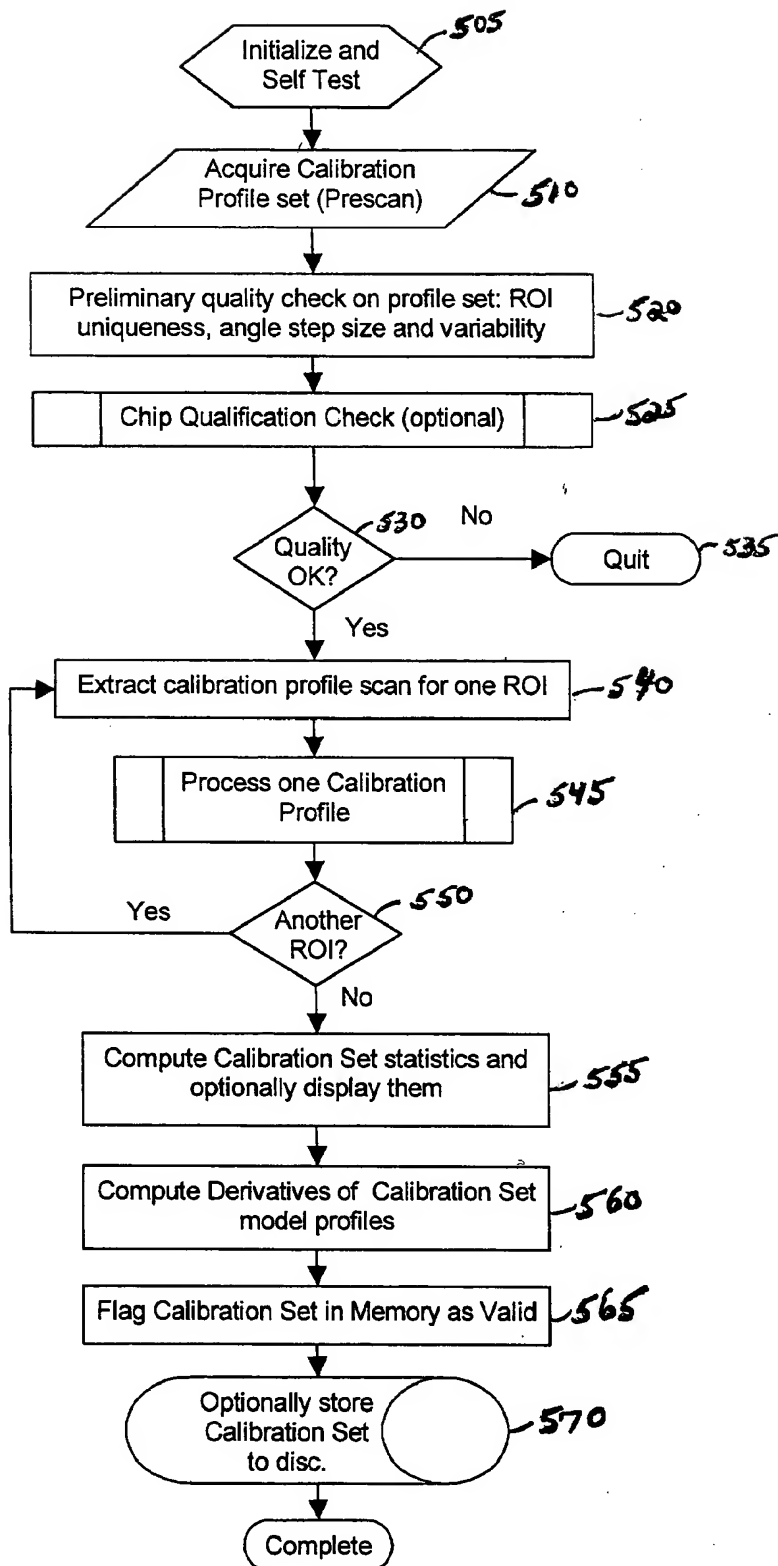 Initialize and
Self Test
505
Acquire Calibration
Profile set (Prescan)
510
Preliminary quality check on profile set: ROI
uniqueness, angle step size and variability
520
Chip Qualification Check (optional)
525
530
No
Quality
OK?
Quit
535
Yes
Extract calibration profile scan for one ROI
540
Process one Calibration
Profile
545
550
Yes
Another
ROI?
No
Compute Calibration Set statistics and
optionally display them
555
Compute Derivatives of Calibration Set
model profiles
560
Flag Calibration Set in Memory as Valid
565
Optionally store
Calibration Set
to disc.
570
Complete